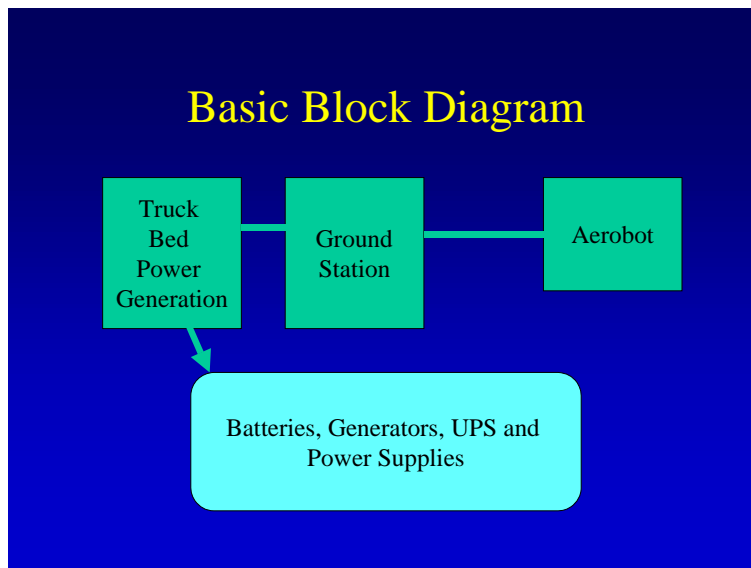 Basic Block Diagram
Truck
Bed
Power
Generation
Ground
Station
Aerobot
Batteries, Generators, UPS and
Power Supplies